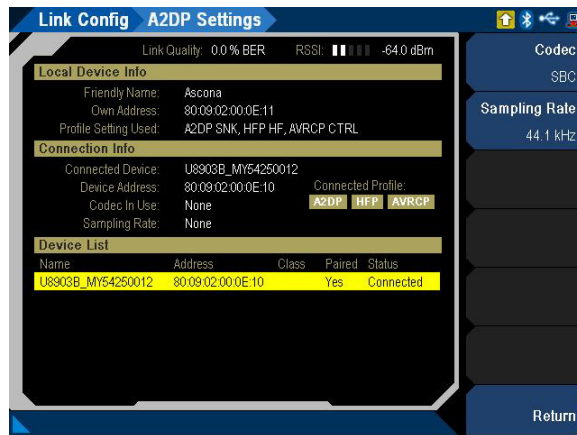 Link Config A2DP Settings
Link Quality: 0.0 % BER RSSI: -64.0 dBm
Local Device Info
Friendly Name: Ascona
Own Address: 80:09:02:00:0E:11
Profile Setting Used: A2DP SNK, HFP HF, AVRCP CTRL
Connection Info
Connected Device: U8903B_MY54250012
Device Address: 80:09:02:00:0E:10 Connected Profile:
Codec In Use: None A2DP HFP AVRCP
Sampling Rate: None
Device List
Name Address Class Paired Status
U8903B_MY54250012 80:09:02:00:0E:10 Yes Connected
Codec
SBC
Sampling Rate
44.1 kHz
Return